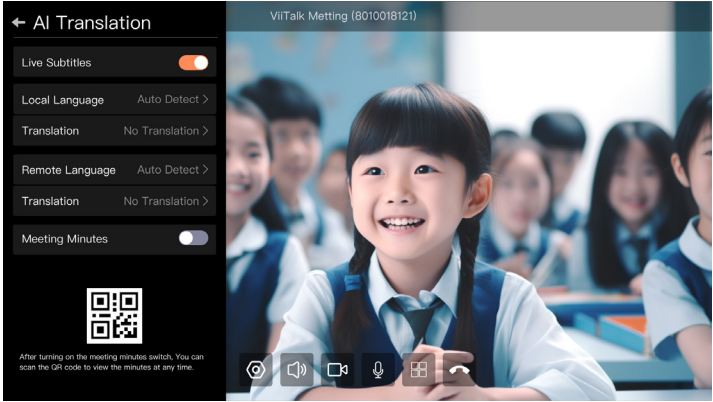 AI Translation
Live Subtitles
Local Language Auto Detect >
Translation No Translation >
Remote Language Auto Detect >
Translation No Translation >
Meeting Minutes
After turning on the meeting minutes switch, You can
scan the QR code to view the minutes at any time.
ViiTalk Metting (8010018121)